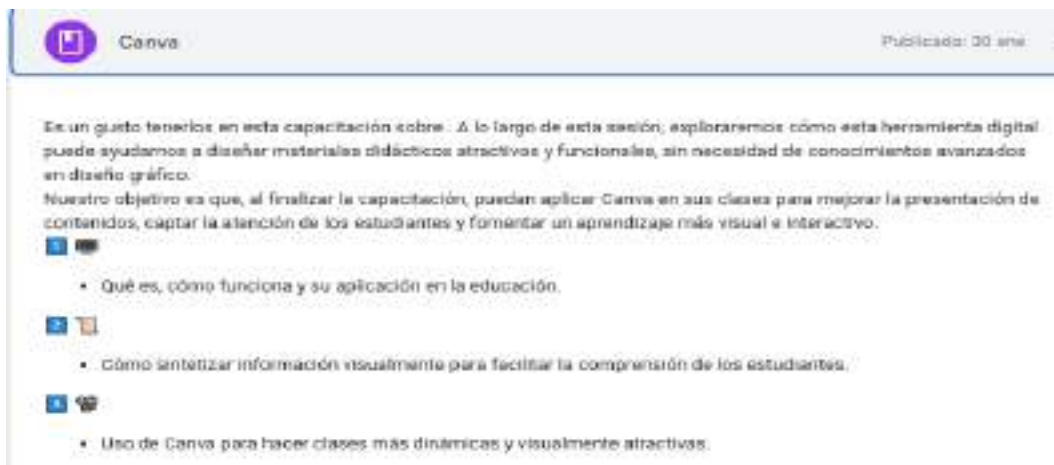 Canva
Publicado: 30 ene
Es un gusto tenerlos en esta capacitación sobre . A lo largo de esta sesión, exploraremos cómo esta herramienta digital
puede ayudarnos a diseñar materiales didácticos atractivos y funcionales, sin necesidad de conocimientos avanzados
en diseño gráfico.
Nuestro objetivo es que, al finalizar la capacitación, puedan aplicar Canva en sus clases para mejorar la presentación de
contenidos, captar la atención de los estudiantes y fomentar un aprendizaje más visual e interactivo.
1️⃣
• Qué es, cómo funciona y su aplicación en la educación.
2️⃣
• Cómo sintetizar información visualmente para facilitar la comprensión de los estudiantes.
• Uso de Canva para hacer clases más dinámicas y visualmente atractivas.